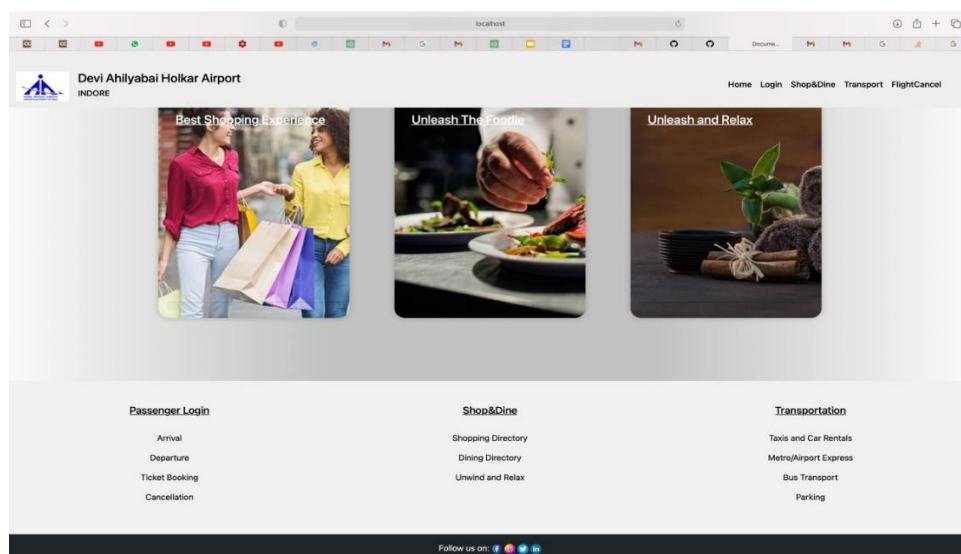 localhost
Docume...
Devi Ahilyabai Holkar Airport
INDORE
Home Login Shop&Dine Transport FlightCancel
Best Shopping Experience
Unleash The Foodie
Unleash and Relax
Passenger Login
Arrival
Departure
Ticket Booking
Cancellation
Shop&Dine
Shopping Directory
Dining Directory
Unwind and Relax
Transportation
Taxis and Car Rentals
Metro/Airport Express
Bus Transport
Parking
Follow us on: